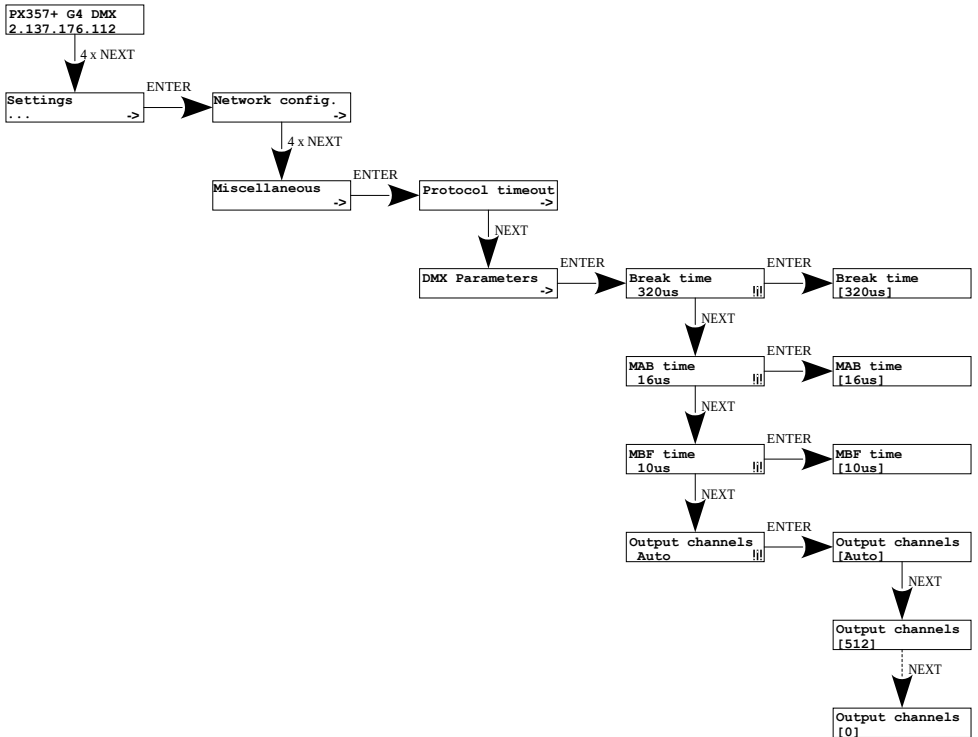 PX357+ G4 DMX
2.137.176.112
4 x NEXT
Settings
... ->
ENTER
Network config.
->
4 x NEXT
Miscellaneous
->
ENTER
Protocol timeout
->
NEXT
DMX Parameters
->
ENTER
Break time
320us !i!
ENTER
Break time
[320us]
NEXT
MAB time
16us !i!
ENTER
MAB time
[16us]
NEXT
MBF time
10us !i!
ENTER
MBF time
[10us]
NEXT
Output channels
Auto !i!
ENTER
Output channels
[Auto]
NEXT
Output channels
[512]
NEXT
Output channels
[0]